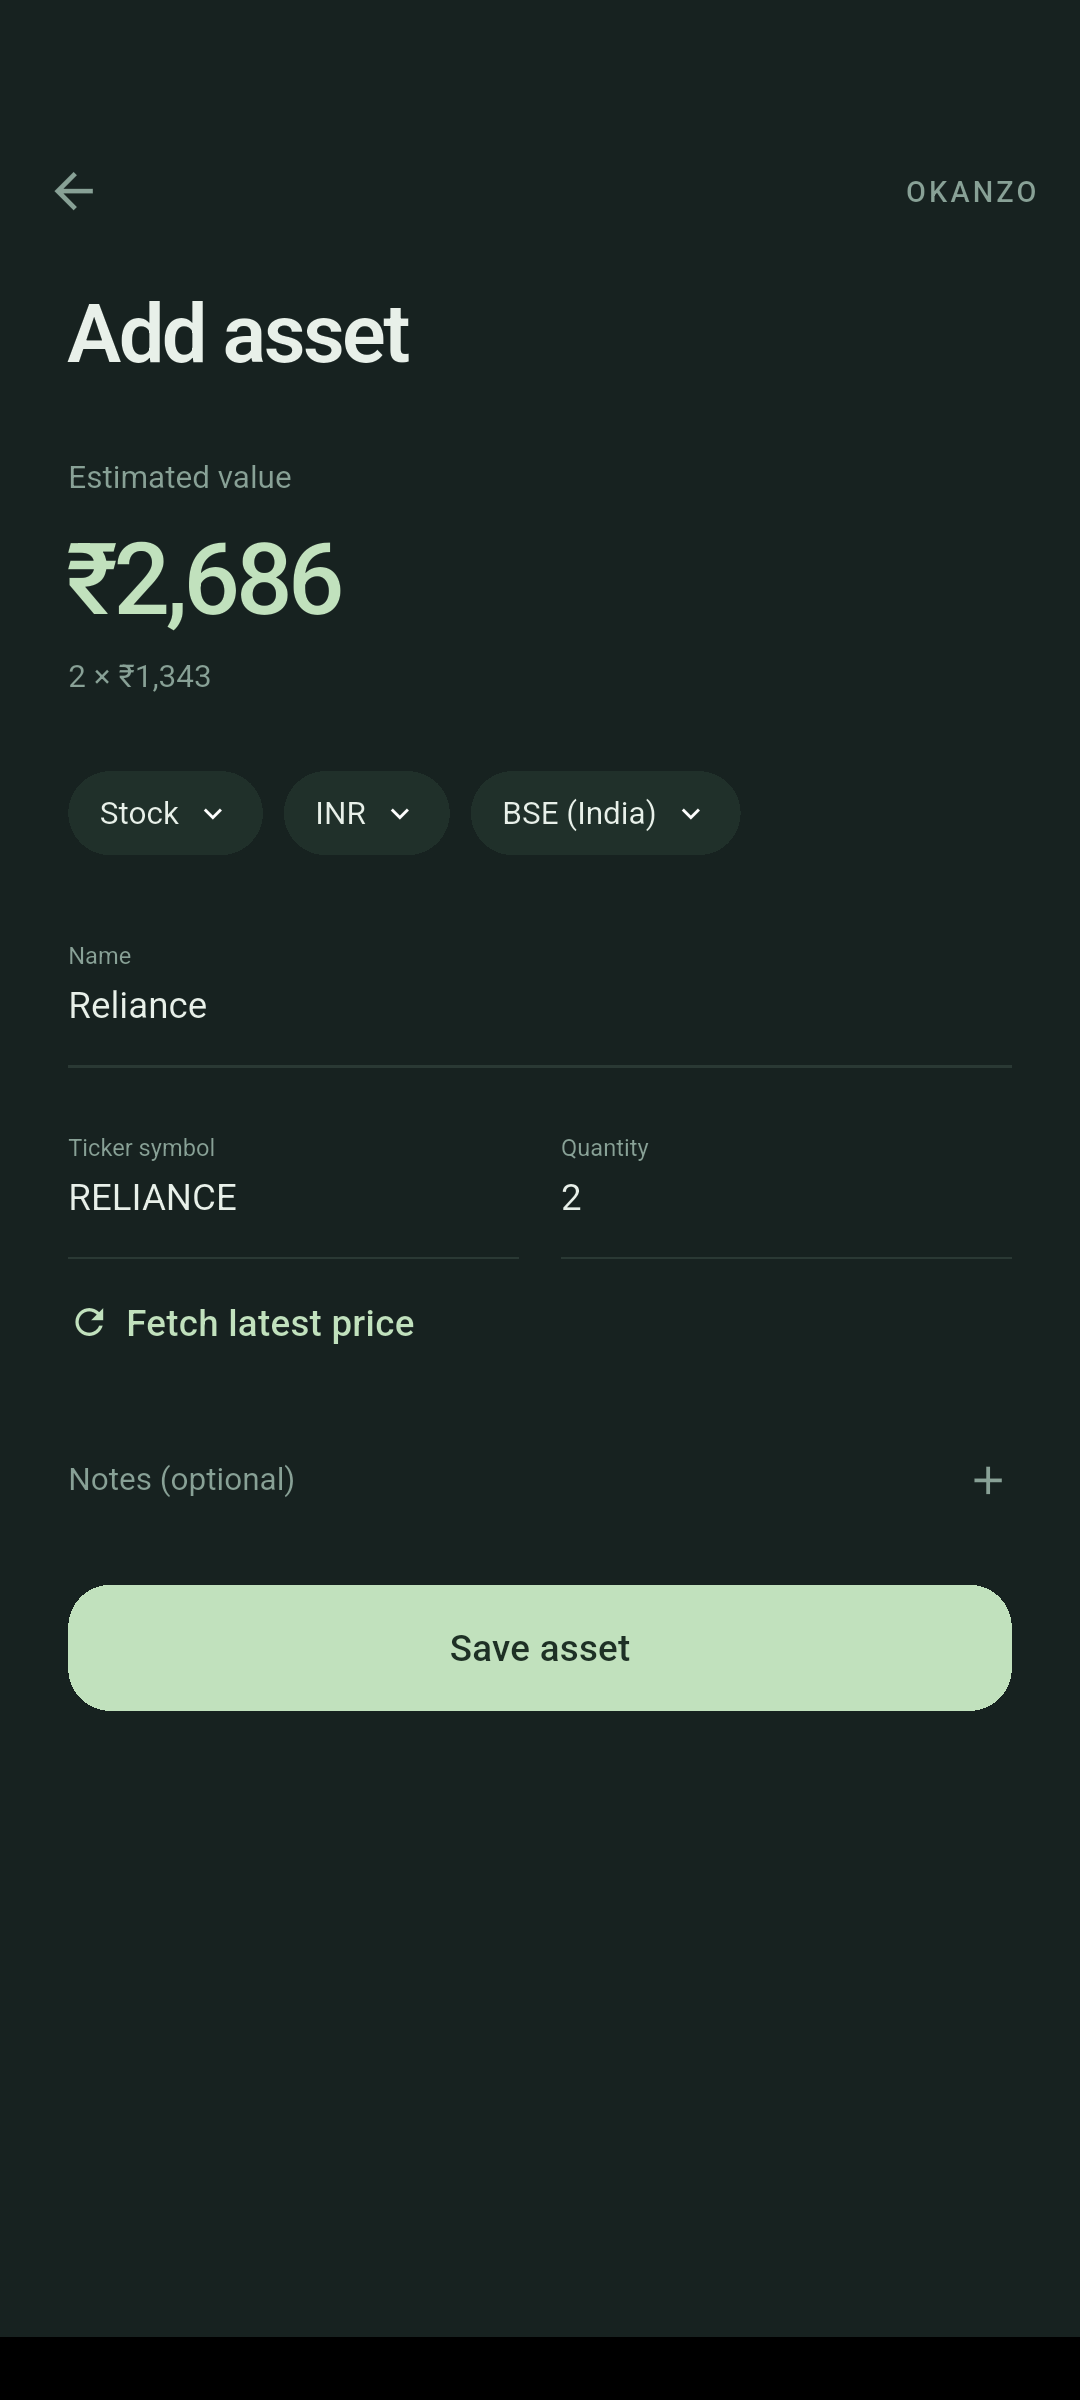 OKANZO
Add asset
Estimated value
₹2,686
2 × ₹1,343
Stock INR BSE (India)
Name
Reliance
Ticker symbol Quantity
RELIANCE 2
Fetch latest price
Notes (optional)
Save asset